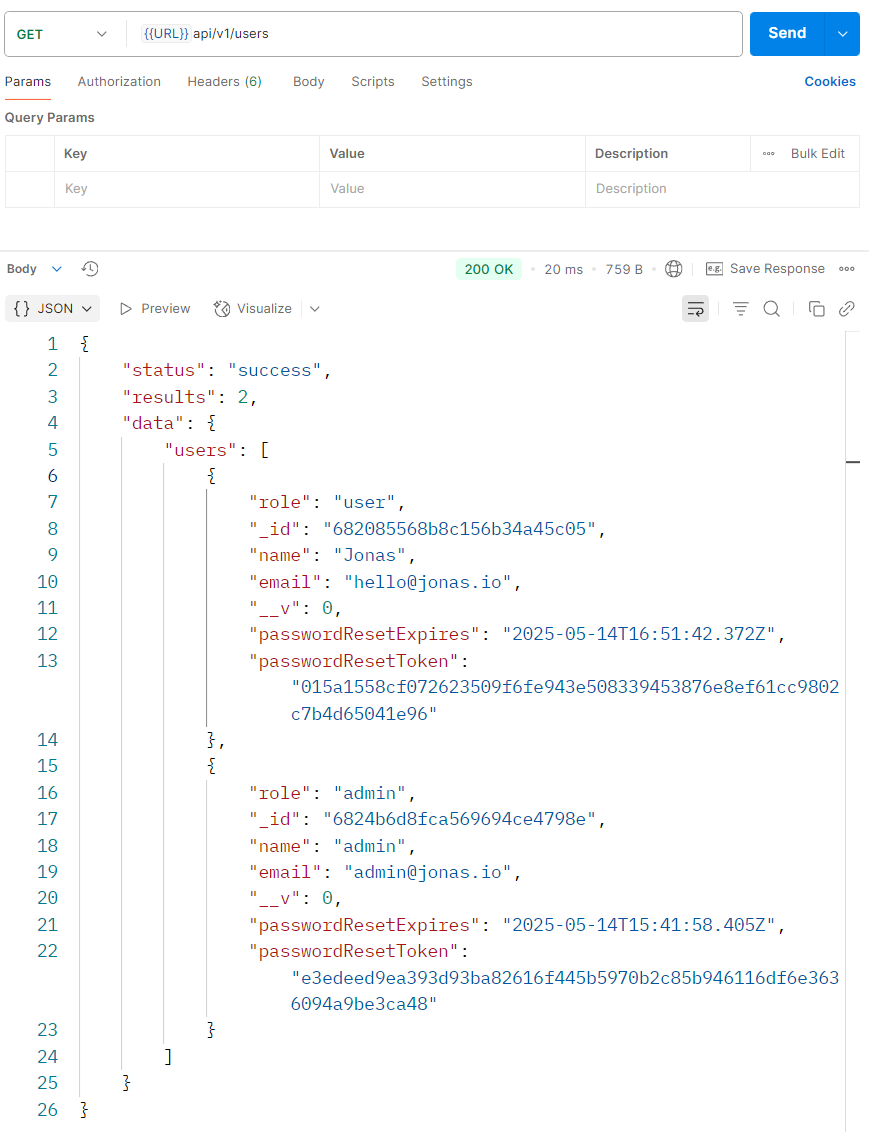 GET {{URL}} api/v1/users Send
Params Authorization Headers (6) Body Scripts Settings Cookies
Query Params
Key Value Description Bulk Edit
Key Value Description
Body 200 OK 20 ms 759 B e.g. Save Response
{} JSON Preview Visualize
1 {
2 "status": "success",
3 "results": 2,
4 "data": {
5 "users": [
6 {
7 "role": "user",
8 "_id": "682085568b8c156b34a45c05",
9 "name": "Jonas",
10 "email": "hello@jonas.io",
11 "__v": 0,
12 "passwordResetExpires": "2025-05-14T16:51:42.372Z",
13 "passwordResetToken":
"015a1558cf072623509f6fe943e508339453876e8ef61cc9802
c7b4d65041e96"
14 },
15 {
16 "role": "admin",
17 "_id": "6824b6d8fca569694ce4798e",
18 "name": "admin",
19 "email": "admin@jonas.io",
20 "__v": 0,
21 "passwordResetExpires": "2025-05-14T15:41:58.405Z",
22 "passwordResetToken":
"e3edeed9ea393d93ba82616f445b5970b2c85b946116df6e363
6094a9be3ca48"
23 }
24 ]
25 }
26 }